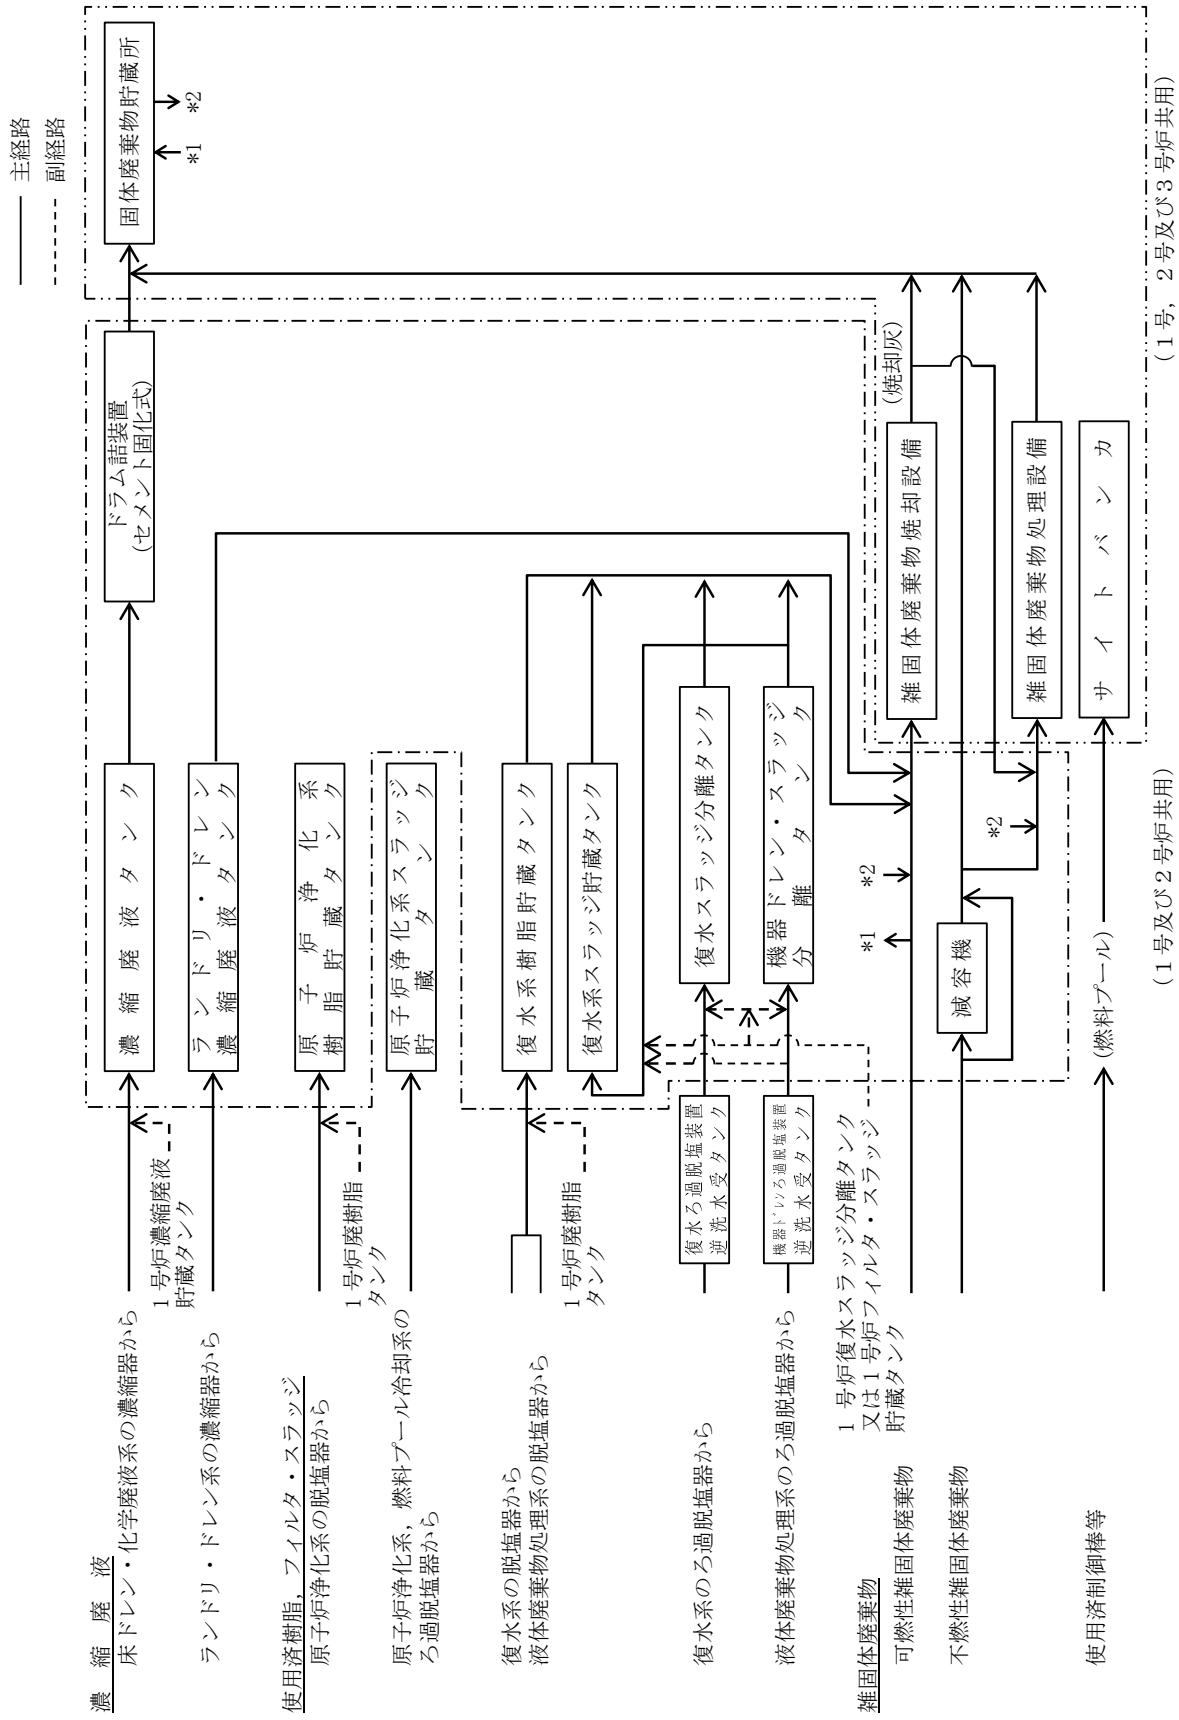 主経路
副経路
濃縮廃液
床ドレン・化学廃液系の濃縮器から
1号炉濃縮廃液
貯蔵タンク
濃縮廃液タンク
ドラム詰装置
(セメント固化式)
固体廃棄物貯蔵所
*1
*2
ランドリ・ドレン系の濃縮器から
ランドリ・ドレン
濃縮廃液タンク
使用済樹脂，フィルタ・スラッジ
原子炉浄化系の脱塩器から
1号炉廃樹脂
タンク
原子炉浄化系
樹脂貯蔵タンク
原子炉浄化系，燃料プール冷却系の
ろ過脱塩器から
原子炉浄化系スラッジ
貯蔵タンク
復水系の脱塩器から
液体廃棄物処理系の脱塩器から
1号炉廃樹脂
タンク
復水系樹脂貯蔵タンク
復水系スラッジ貯蔵タンク
復水系のろ過脱塩器から
復水ろ過脱塩装置
逆洗水受タンク
復水スラッジ分離タンク
液体廃棄物処理系のろ過脱塩器から
機器ドレンろ過脱塩装置
逆洗水受タンク
機器ドレン・スラッジ
分離タンク
1号炉復水スラッジ分離タンク
又は1号炉フィルタ・スラッジ
貯蔵タンク
雑固体廃棄物
可燃性雑固体廃棄物
*1
*2
雑固体廃棄物焼却設備
(焼却灰)
不燃性雑固体廃棄物
減容機
*2
雑固体廃棄物処理設備
使用済制御棒等
(燃料プール)
サイトバンカ
(1号及び2号炉共用)
(1号，2号及び3号炉共用)